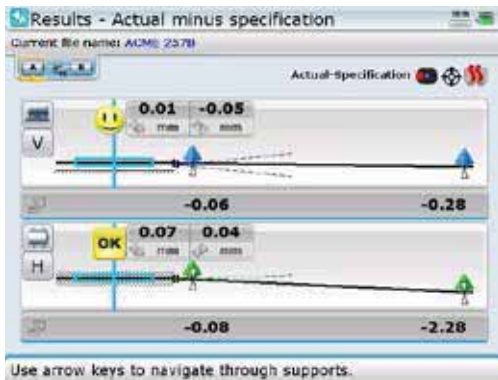 Results - Actual minus specification
Current file name: ACME 257B
A B
Actual-Specification
0.01 -0.05
mm mm
V
-0.06 -0.28
OK 0.07 0.04
mm mm
H
-0.08 -2.28
Use arrow keys to navigate through supports.